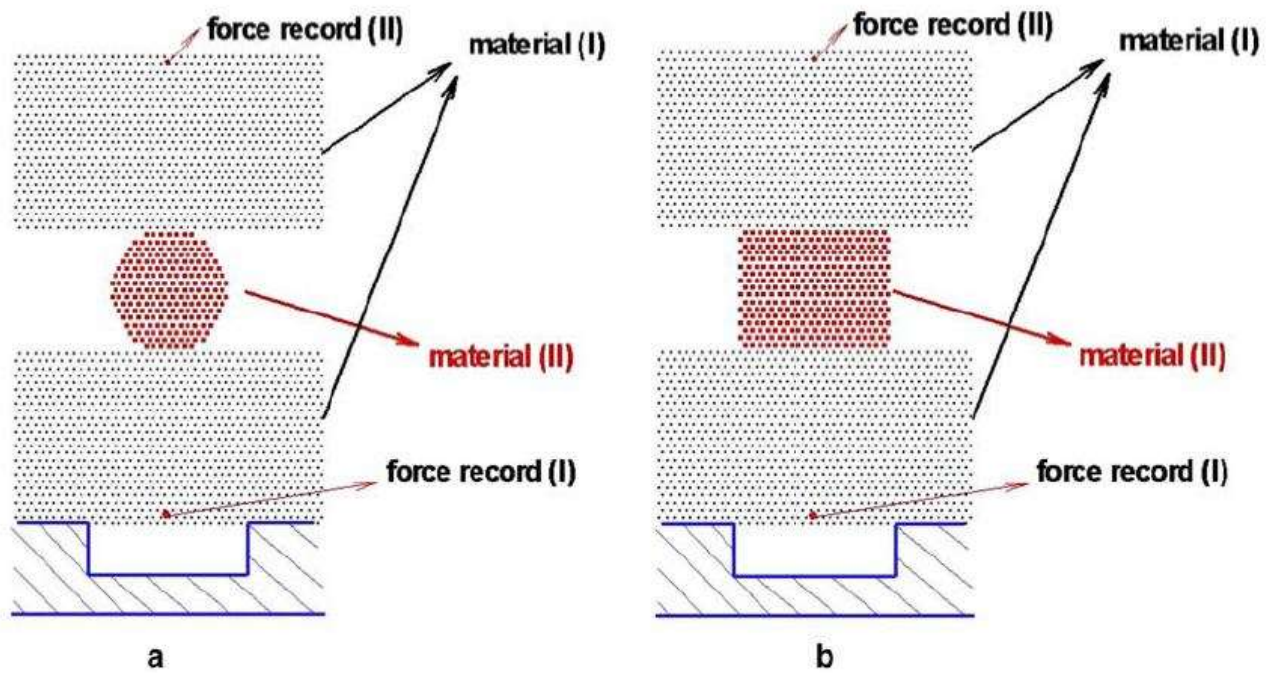 force record (II)
material (I)
material (II)
force record (I)
a
force record (II)
material (I)
material (II)
force record (I)
b